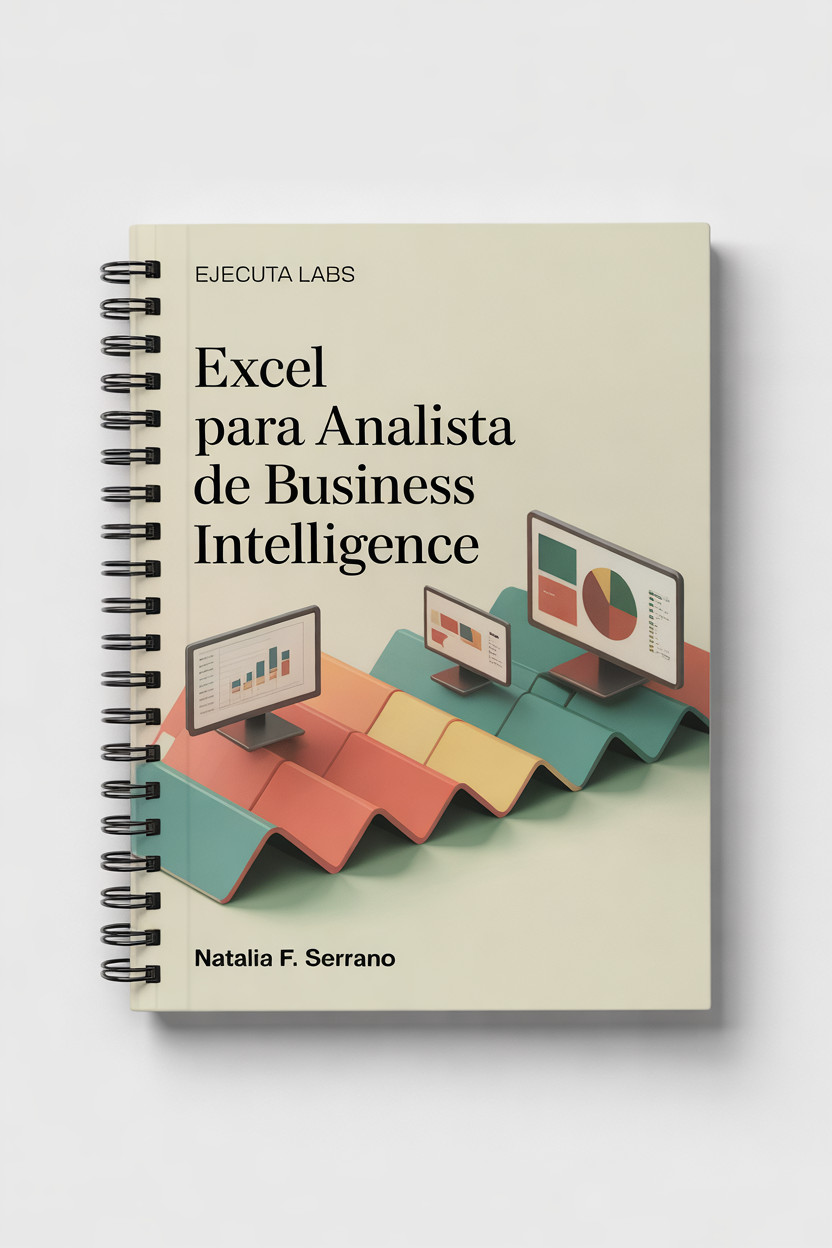 EJECUTA LABS
Excel
para Analista
de Business
Intelligence
Natalia F. Serrano